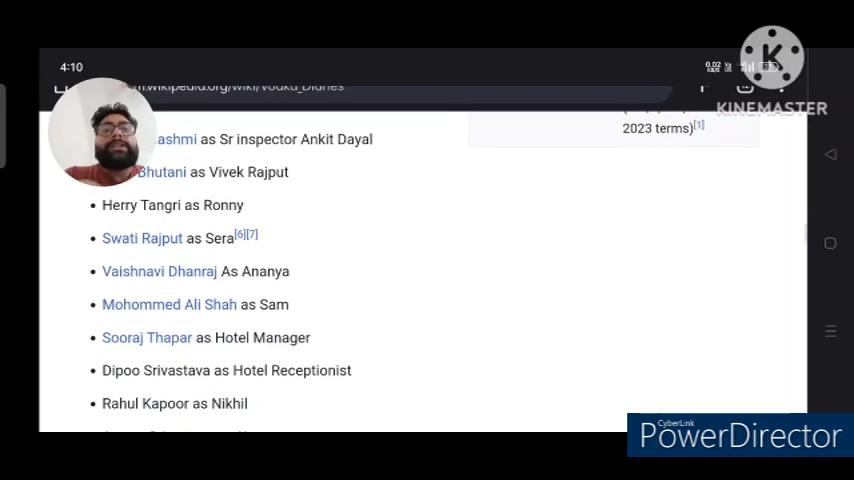 4:10
0.02
KINEMASTER
2023 terms)[1]
ashmi as Sr inspector Ankit Dayal
Bhutani as Vivek Rajput
• Herry Tangri as Ronny
• Swati Rajput as Sera[6][7]
• Vaishnavi Dhanraj As Ananya
• Mohommed Ali Shah as Sam
• Sooraj Thapar as Hotel Manager
• Dipoo Srivastava as Hotel Receptionist
• Rahul Kapoor as Nikhil
CyberLink
PowerDirector